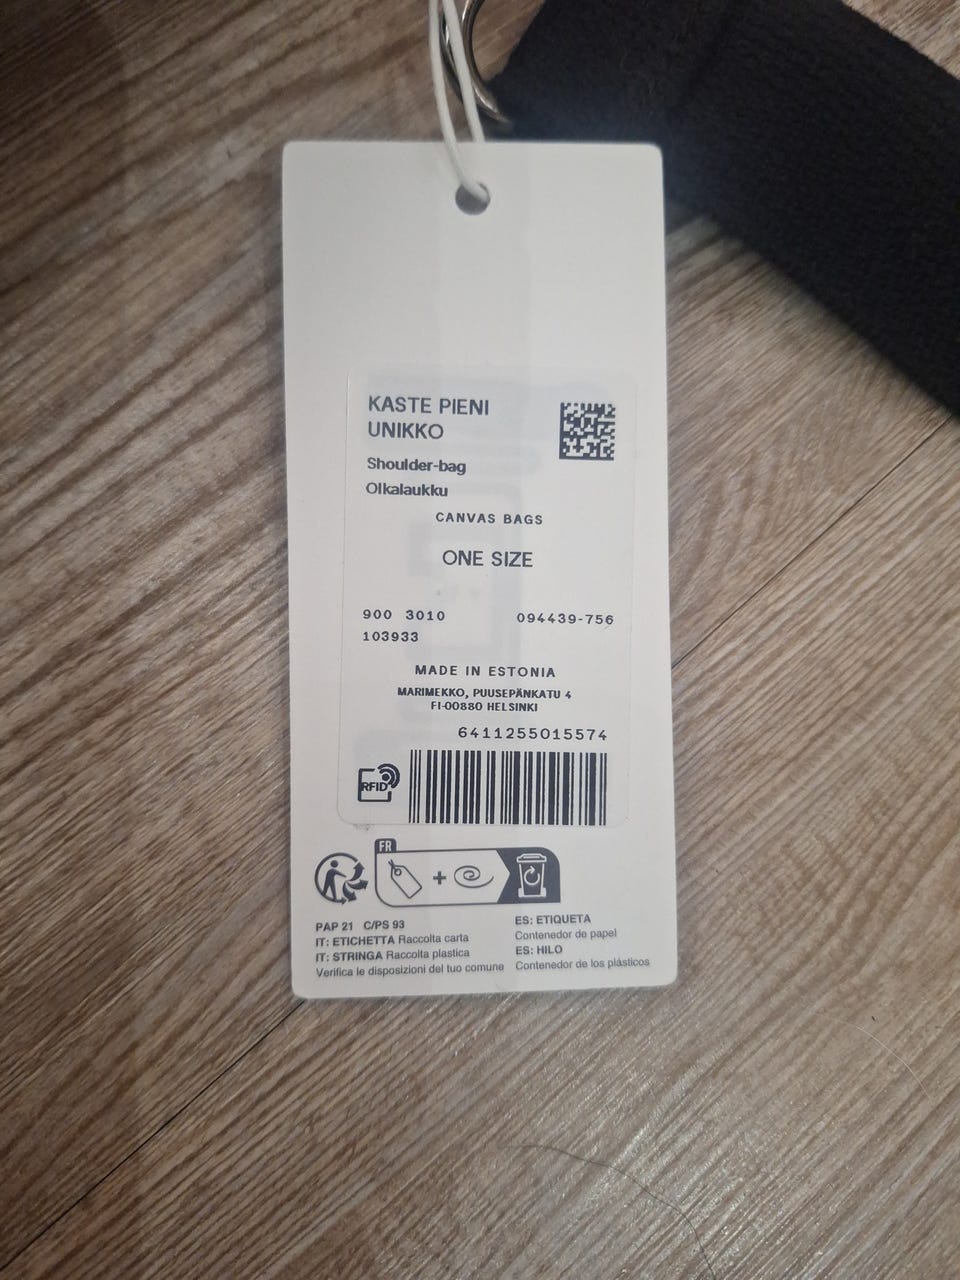 KASTE PIENI
UNIKKO
Shoulder-bag
Olkalaukku
CANVAS BAGS
ONE SIZE
900 3010 094439-756
103933
MADE IN ESTONIA
MARIMEKKO, PUUSEPÄNKATU 4
FI-00880 HELSINKI
6411255015574
RFID
FR
PAP 21 C/PS 93
IT: ETICHETTA Raccolta carta
IT: STRINGA Raccolta plastica
Verifica le disposizioni del tuo comune
ES: ETIQUETA
Contenedor de papel
ES: HILO
Contenedor de los plásticos